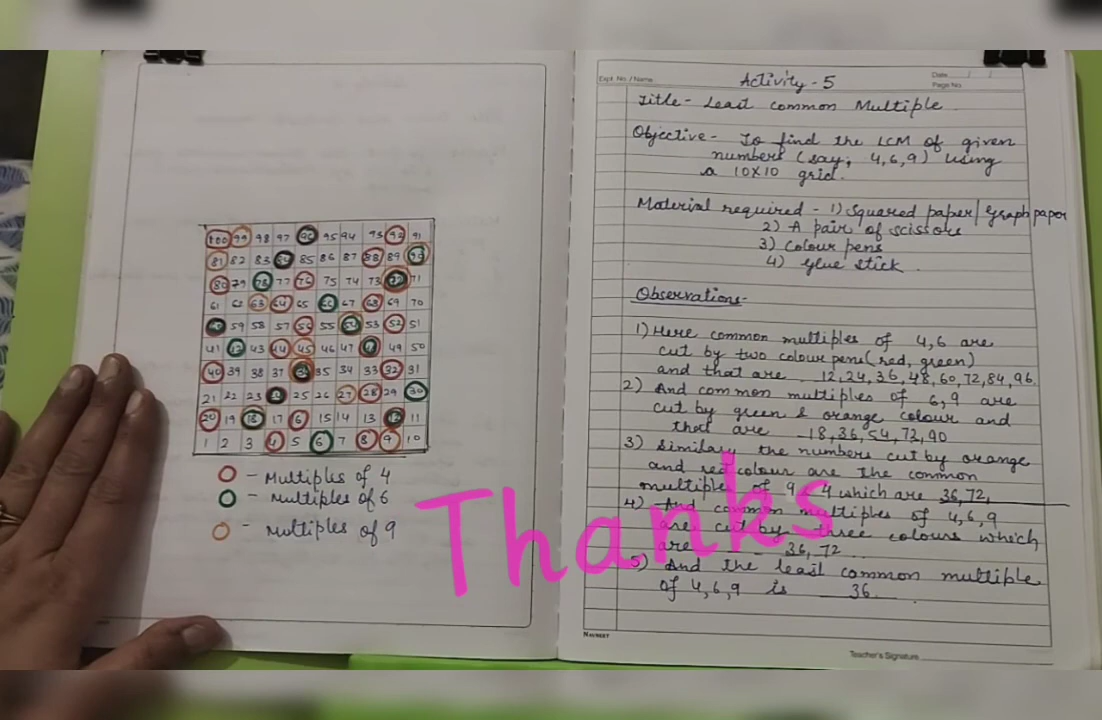 100 99 98 97 96 95 94 93 92 91
81 82 83 84 85 86 87 88 89 90
80 79 78 77 76 75 74 73 72 71
61 62 63 64 65 66 67 68 69 70
60 59 58 57 56 55 54 53 52 51
41 42 43 44 45 46 47 48 49 50
40 39 38 37 36 35 34 33 32 31
21 22 23 24 25 26 27 28 29 30
20 19 18 17 16 15 14 13 12 11
1 2 3 4 5 6 7 8 9 10
- Multiples of 4
- Multiples of 6
- Multiples of 9
Expt. No. / Name
Date / /
Page No.
Activity - 5
Title - Least common Multiple
Objective - To find the LCM of given
numbers (say, 4,6,9) using
a 10x10 grid.
Material required - 1) Squared paper/Graph paper
2) A pair of scissors
3) Colour pens
4) Glue stick.
Observations-
1) Here common multiples of 4,6 are
cut by two colour pens (red, green)
and that are 12,24,36,48,60,72,84,96.
2) And common multiples of 6,9 are
cut by green & orange colour and
that are 18,36,54,72,90
3) Similary the numbers cut by orange
and red colour are the common
multiple of 9 4 which are 36,72,
4) And common multiples of 4,6,9
are cut by three colours which
are 36,72
5) And the least common multiple
of 4,6,9 is 36
Thanks
NAVNEET
Teacher's Signature